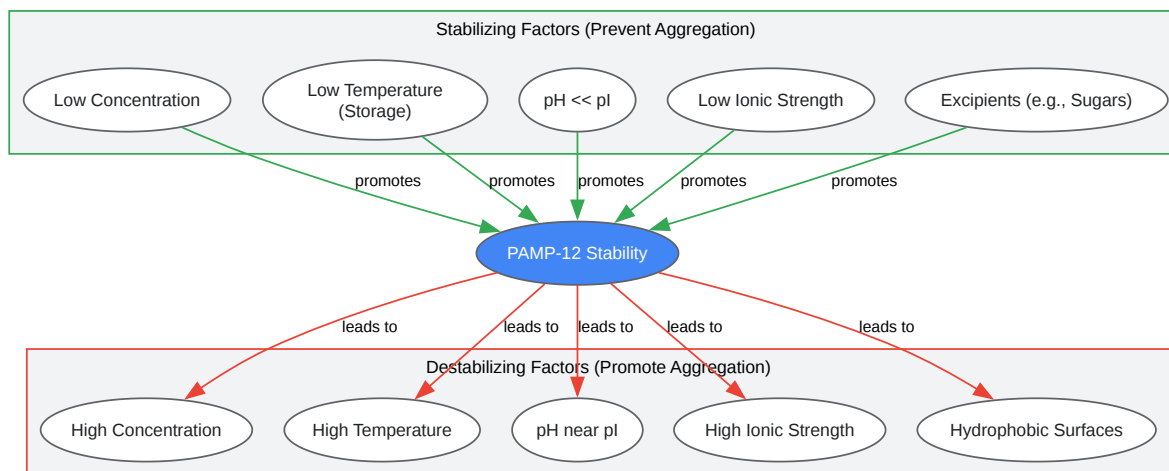 Stabilizing Factors (Prevent Aggregation)
Low Concentration
Low Temperature
(Storage)
pH << pI
Low Ionic Strength
Excipients (e.g., Sugars)
promotes
promotes
promotes
promotes
promotes
PAMP-12 Stability
leads to
leads to
leads to
leads to
leads to
Destabilizing Factors (Promote Aggregation)
High Concentration
High Temperature
pH near pI
High Ionic Strength
Hydrophobic Surfaces